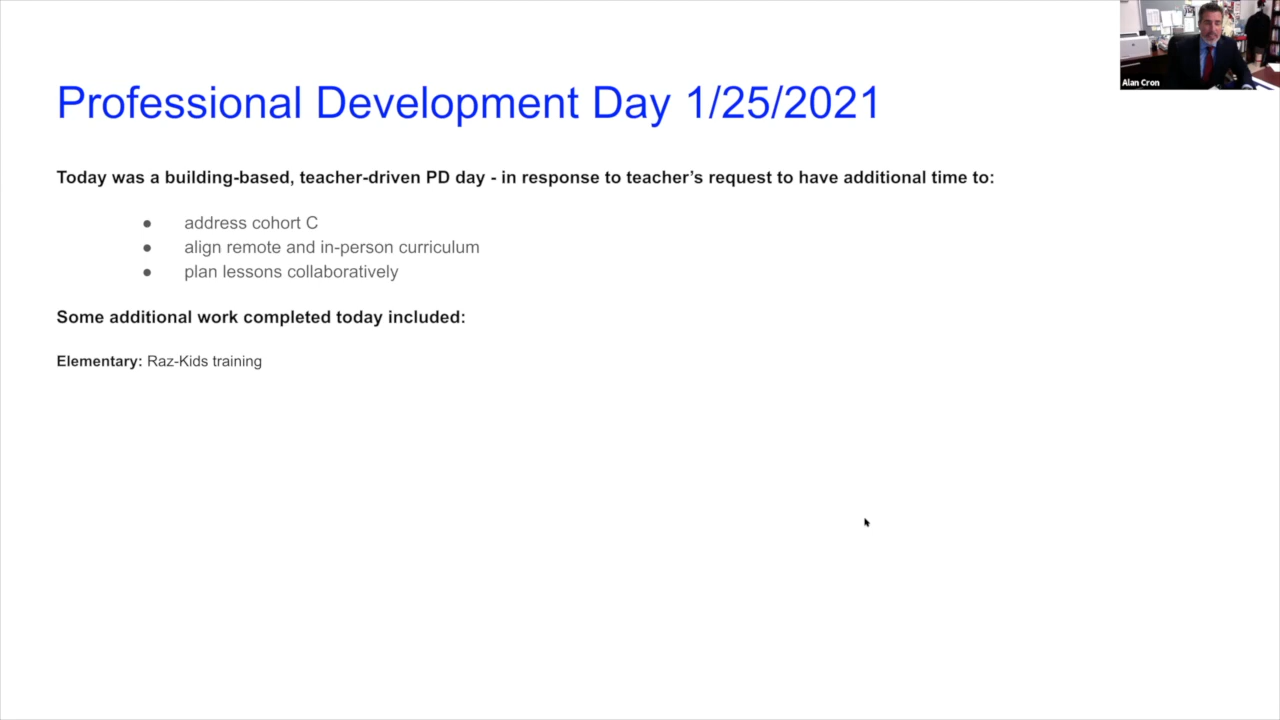 Professional Development Day 1/25/2021
Alan Cron
Today was a building-based, teacher-driven PD day - in response to teacher’s request to have additional time to:
● address cohort C
● align remote and in-person curriculum
● plan lessons collaboratively
Some additional work completed today included:
Elementary: Raz-Kids training